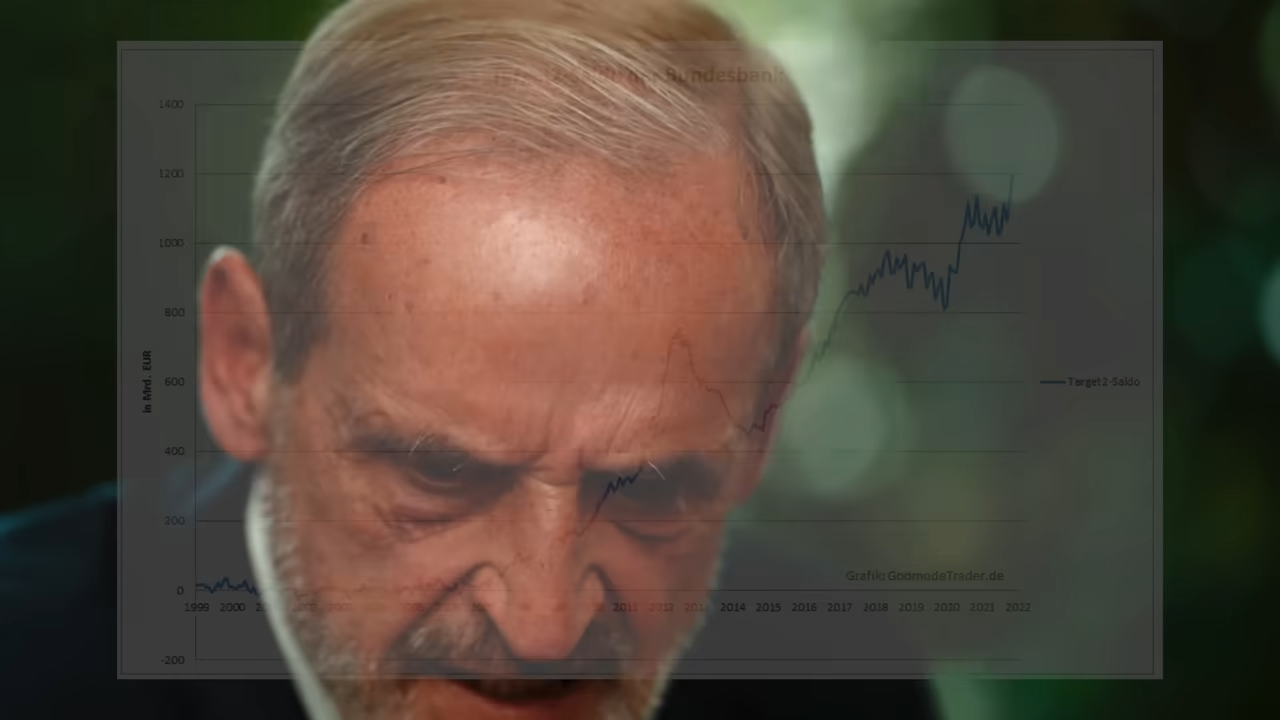 Bundesbank
1400
1200
1000
800
600
400
200
0
-200
in Mrd. EUR
Target2-Saldo
Grafik: GodmodeTrader.de
1999 2000 2011 2012 2013 2014 2015 2016 2017 2018 2019 2020 2021 2022